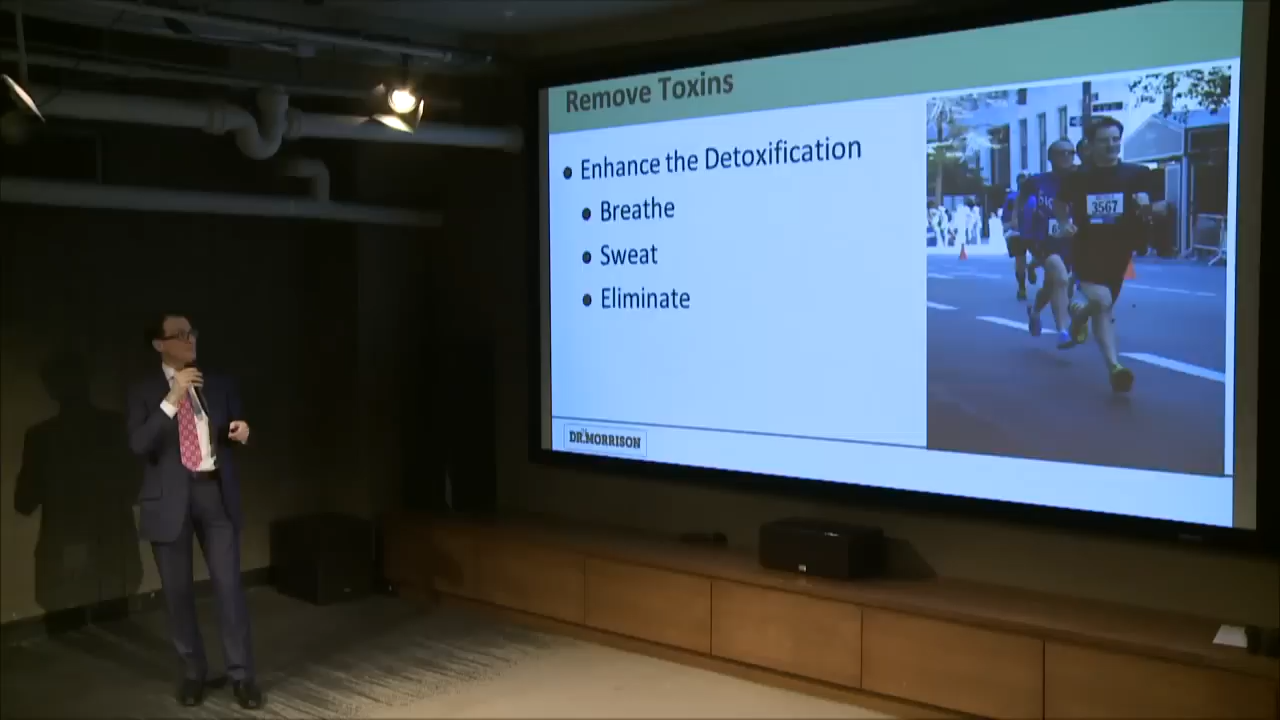 Remove Toxins
• Enhance the Detoxification
• Breathe
• Sweat
• Eliminate
3567
DR.MORRISON